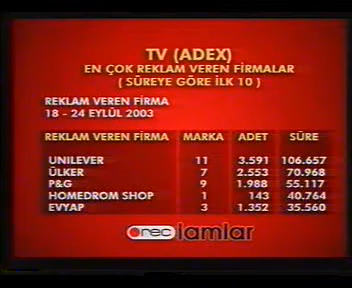 TV (ADEX)
EN ÇOK REKLAM VEREN FİRMALAR
( SÜREYE GÖRE İLK 10 )
REKLAM VEREN FİRMA
18 - 24 EYLÜL 2003
REKLAM VEREN FİRMA MARKA ADET SÜRE
UNILEVER 11 3.591 106.657
ÜLKER 7 2.553 70.968
P&G 9 1.988 55.117
HOMEDROM SHOP 1 143 40.764
EVYAP 3 1.352 35.560
reclamlar